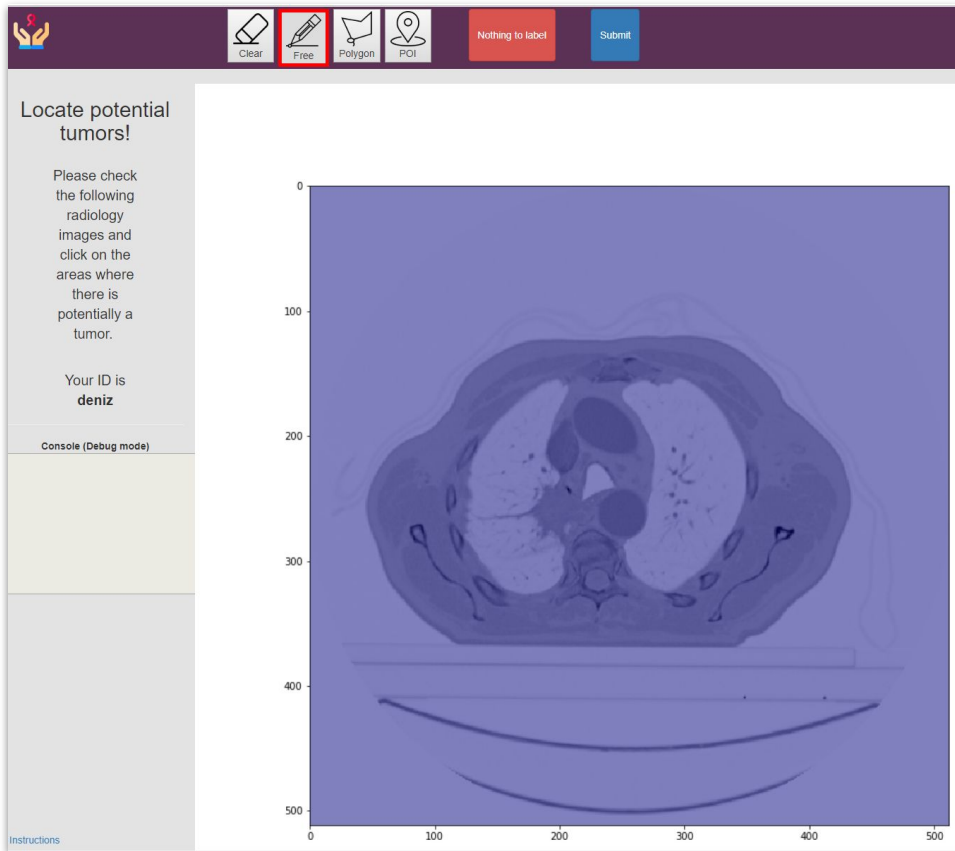 Clear
Free
Polygon
POI
Nothing to label
Submit
Locate potential
tumors!
Please check
the following
radiology
images and
click on the
areas where
there is
potentially a
tumor.
Your ID is
deniz
Console (Debug mode)
Instructions
0
100
200
300
400
500
0
100
200
300
400
500